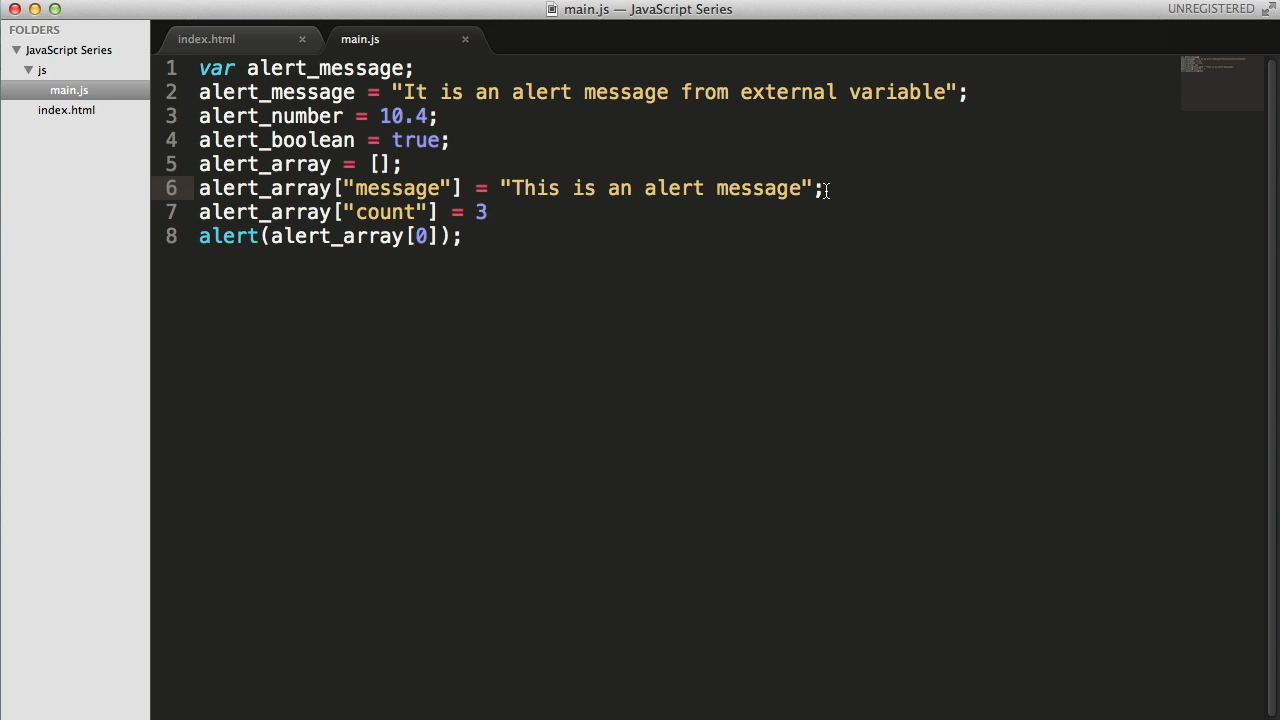 main.js — JavaScript Series
UNREGISTERED
FOLDERS
JavaScript Series
js
main.js
index.html
index.html
main.js
1 var alert_message;
2 alert_message = "It is an alert message from external variable";
3 alert_number = 10.4;
4 alert_boolean = true;
5 alert_array = [];
6 alert_array["message"] = "This is an alert message";
7 alert_array["count"] = 3
8 alert(alert_array[0]);